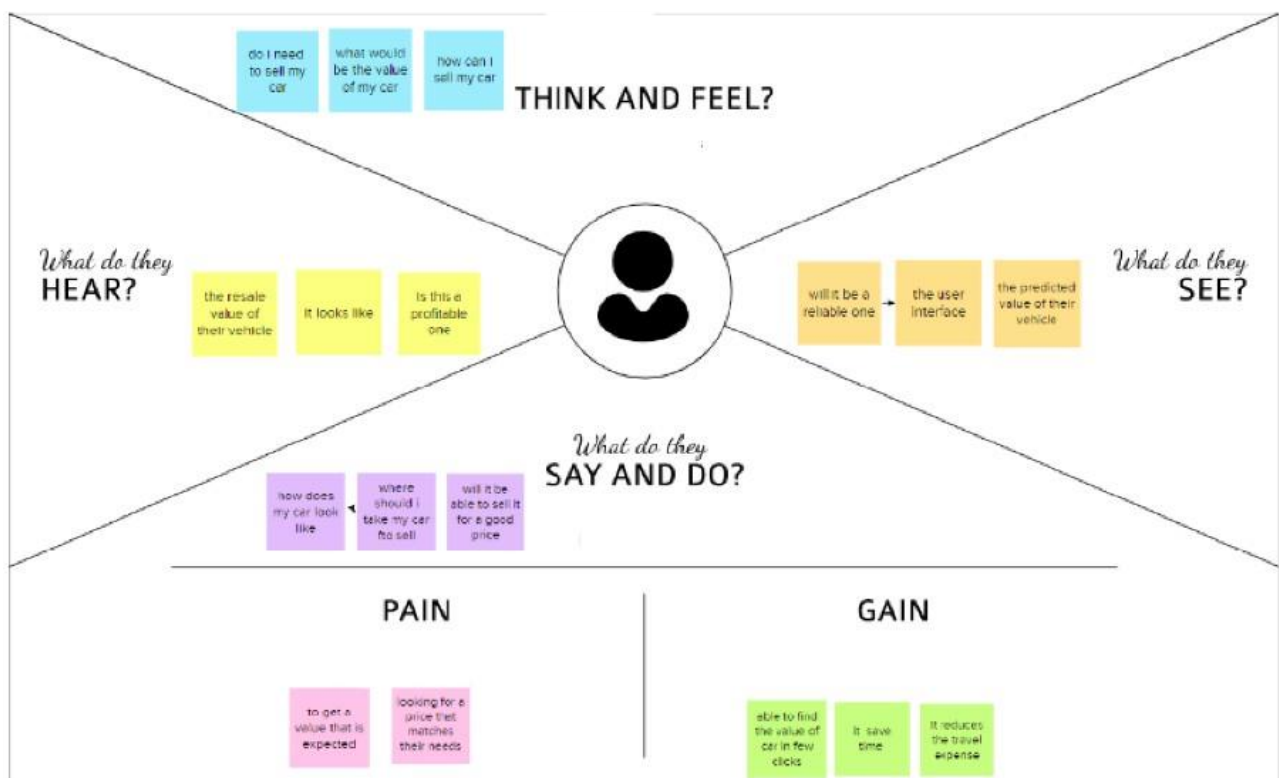 do i need
to sell my
car
what would
be the value
of my car
how can I
sell my car
THINK AND FEEL?
What do they
HEAR?
the resale
value of
their vehicle
it looks like
Is this a
profitable
one
will it be a
reliable one
the user
interface
the predicted
value of their
vehicle
What do they
SEE?
What do they
SAY AND DO?
how does
my car look
like
where
should i
take my car
fto sell
will it be
able to sell it
for a good
price
PAIN
to get a
value that is
expected
looking for a
price that
matches
their needs
GAIN
able to find
the value of
car in few
clicks
It save
time
It reduces
the travel
expense